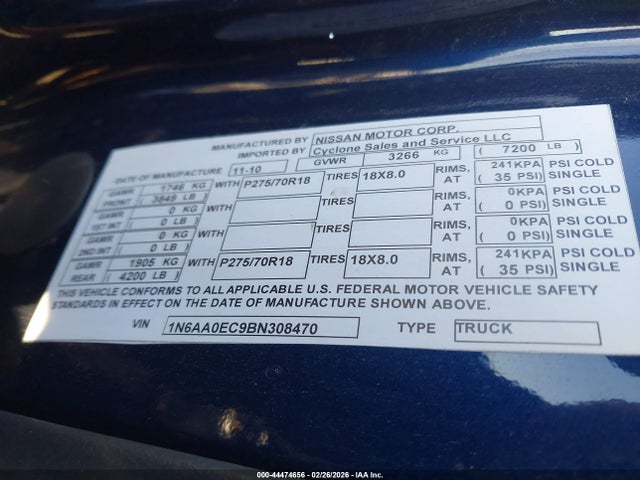 MANUFACTURED BY NISSAN MOTOR CORP.
IMPORTED BY Cyclone Sales and Service LLC
DATE OF MANUFACTURE 11-10 GVWR 3266 KG ( 7200 LB )
GAWR FRONT 1746 KG ( 3849 LB ) WITH P275/70R18 TIRES 18X8.0 RIMS, AT 241KPA ( 35 PSI) PSI COLD SINGLE
GAWR 1ST INT 0 KG ( 0 LB ) WITH TIRES RIMS, AT 0KPA ( 0 PSI) PSI COLD SINGLE
GAWR 2ND INT 0 KG ( 0 LB ) WITH TIRES RIMS, AT 0KPA ( 0 PSI) PSI COLD SINGLE
GAWR REAR 1905 KG ( 4200 LB ) WITH P275/70R18 TIRES 18X8.0 RIMS, AT 241KPA ( 35 PSI) PSI COLD SINGLE
THIS VEHICLE CONFORMS TO ALL APPLICABLE U.S. FEDERAL MOTOR VEHICLE SAFETY
STANDARDS IN EFFECT ON THE DATE OF MANUFACTURE SHOWN ABOVE.
VIN 1N6AA0EC9BN308470 TYPE TRUCK
000-44474656 - 02/26/2026 - IAA Inc.